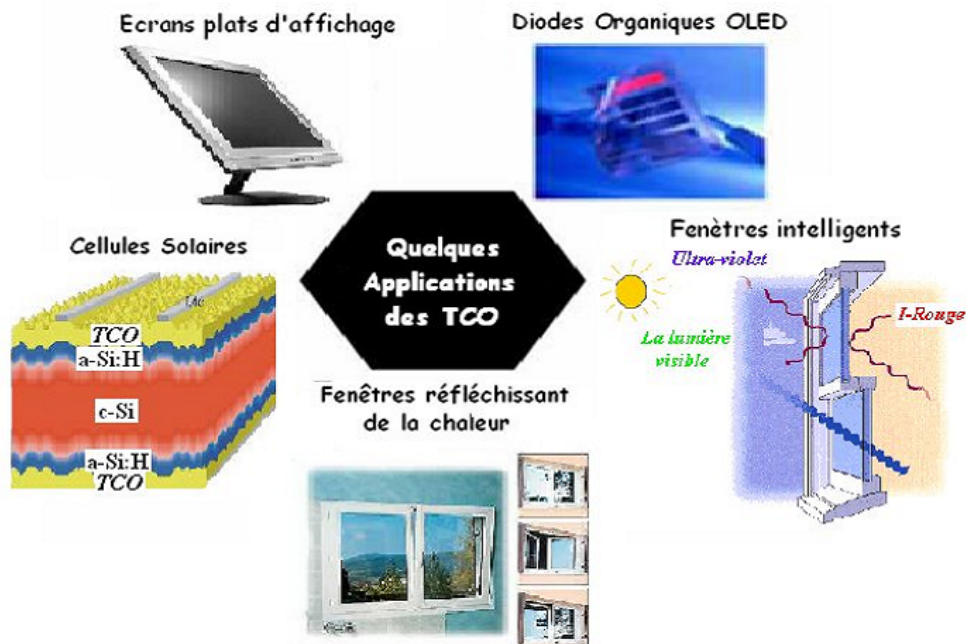 Ecrans plats d'affichage
Diodes Organiques OLED
Cellules Solaires
Quelques
Applications
des TCO
Fenètres intelligents
Ultra-violet
I-Rouge
La lumière
visible
TCO
a-Si:H
c-Si
a-Si:H
TCO
Fenêtres réfléchissant
de la chaleur